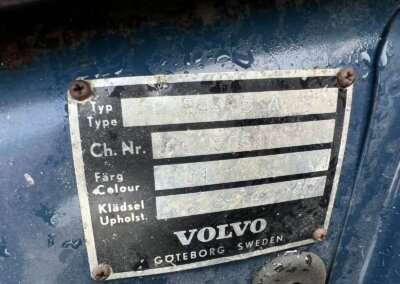 Typ
Type
Ch. Nr.
Färg
Colour
Klädsel
Upholst.
VOLVO
GÖTEBORG SWEDEN